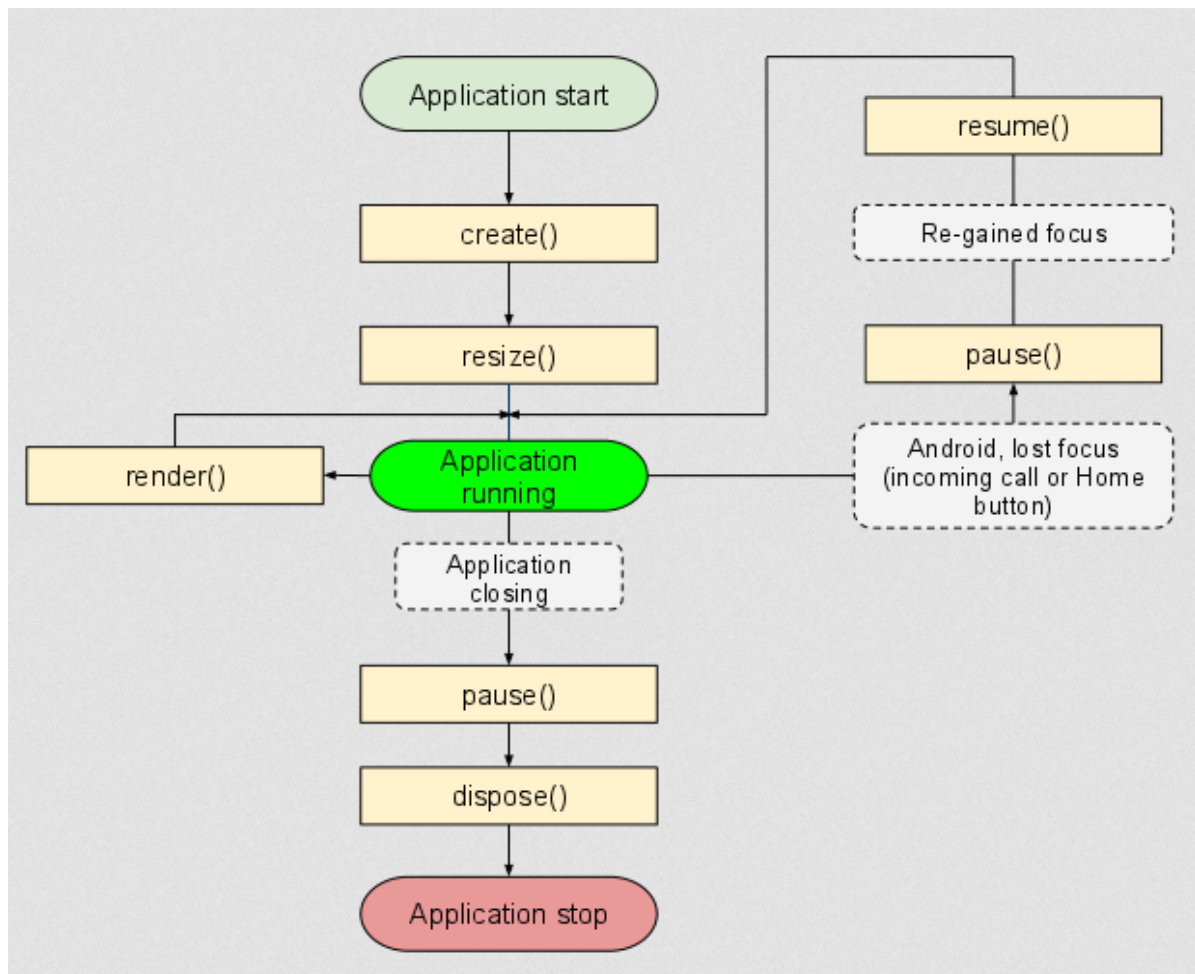 Application start
resume()
create()
Re-gained focus
resize()
pause()
render()
Application
running
Android, lost focus
(incoming call or Home
button)
Application
closing
pause()
dispose()
Application stop